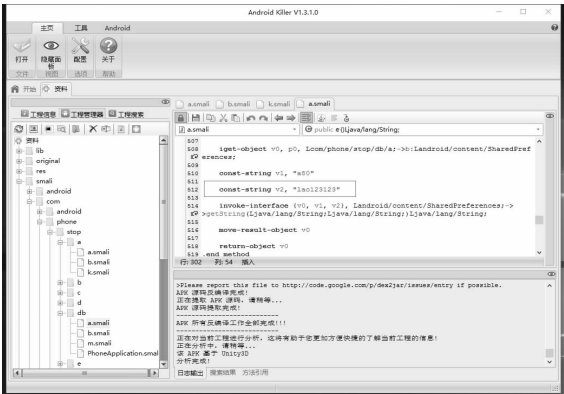 Android Killer V1.3.1.0
主页 工具 Android
打开 隐藏面板 配置 关于
文件 视图 选项 帮助
开始 资料
工程信息 工程管理器 工程搜索
资料
lib
original
res
smali
android
com
android
phone
stop
a
a.smali
b.smali
k.smali
b
c
d
db
a.smali
b.smali
m.smali
PhoneApplication.smal
e
a.smali b.smali k.smali a.smali
a.smali public e()Ljava/lang/String;
507
508 iget-object v0, p0, Lcom/phone/stop/db/a;->b:Landroid/content/SharedPref
erences;
509
510 const-string v1, "a80"
511
512 const-string v2, "lao123123"
513
514 invoke-interface {v0, v1, v2}, Landroid/content/SharedPreferences;->
>getString(Ljava/lang/String;Ljava/lang/String;)Ljava/lang/String;
515
516 move-result-object v0
517
518 return-object v0
519 .end method
行: 302 列: 54 插入
>Please report this file to http://code.google.com/p/dex2jar/issues/entry if possible.
APK 源码反编译完成!
正在提取 APK 源码, 请稍等...
APK 源码提取完成!
----------------------------
APK 所有反编译工作全部完成!!!
----------------------------
正在对当前工程进行分析, 这将有助于您更加方便快捷的了解当前工程的信息!
正在分析中, 请稍等...
该 APK 基于 Unity3D
分析完成!
日志输出 搜索结果 方法引用